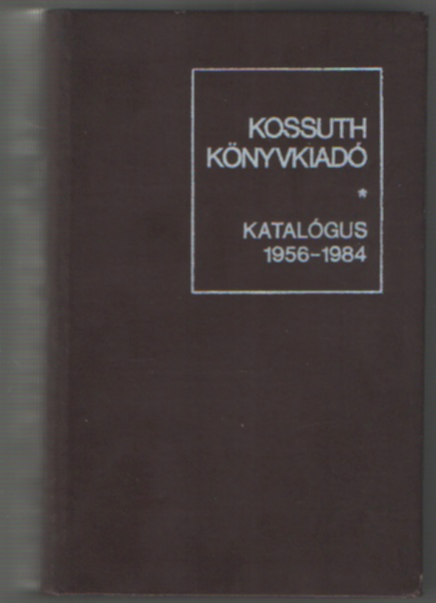 KOSSUTH
KÖNYVKIADÓ
*
KATALÓGUS
1956-1984